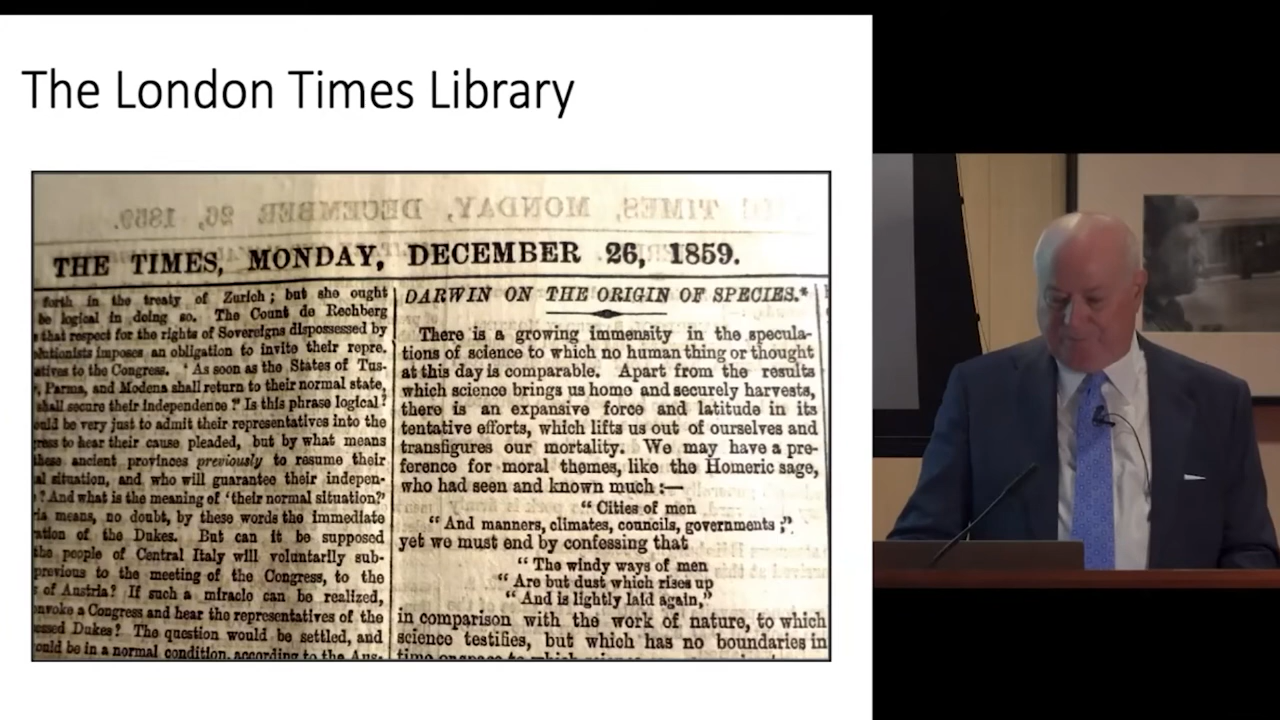 The London Times Library
THE TIMES, MONDAY, DECEMBER 26, 1859.
forth in the treaty of Zurich ; but she ought
be logical in doing so. The Count de Rechberg
that respect for the rights of Sovereigns dispossessed by
imposes an obligation to invite their repre.
to the Congress. ' As soon as the States of Tus-
Parma, and Modena shall return to their normal state,
shall secure their independence ?' Is this phrase logical ?
be very just to admit their representatives into the
to hear their cause pleaded, but by what means
these ancient provinces previously to resume their
situation, and who will guarantee their indepen-
? And what is the meaning of 'their normal situation?'
means, no doubt, by these words the immediate
of the Dukes. But can it be supposed
the people of Central Italy will voluntarily sub-
previous to the meeting of the Congress, to the
of Austria? If such a miracle can be realized,
a Congress and hear the representatives of the
Dukes? The question would be settled, and
be in a normal condition, according to the Aus-
DARWIN ON THE ORIGIN OF SPECIES.*
There is a growing immensity in the specula-
tions of science to which no human thing or thought
at this day is comparable. Apart from the results
which science brings us home and securely harvests,
there is an expansive force and latitude in its
tentative efforts, which lifts us out of ourselves and
transfigures our mortality. We may have a pre-
ference for moral themes, like the Homeric sage,
who had seen and known much :—
" Cities of men
" And manners, climates, councils, governments ;"
yet we must end by confessing that
" The windy ways of men
" Are but dust which rises up
" And is lightly laid again,"
in comparison with the work of nature, to which
science testifies, but which has no boundaries in